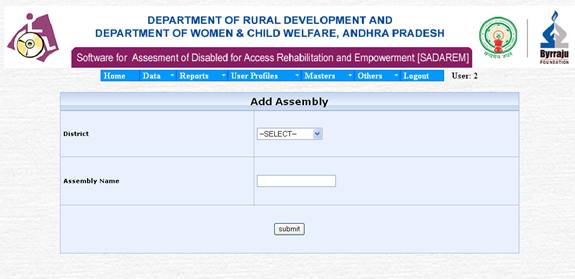 DEPARTMENT OF RURAL DEVELOPMENT AND
DEPARTMENT OF WOMEN & CHILD WELFARE, ANDHRA PRADESH
Software for Assesment of Disabled for Access Rehabilitation and Empowerment [SADAREM]
Byrraju
FOUNDATION
Home Data Reports User Profiles Masters Others Logout User: 2
Add Assembly
District --SELECT--
Assembly Name
submit